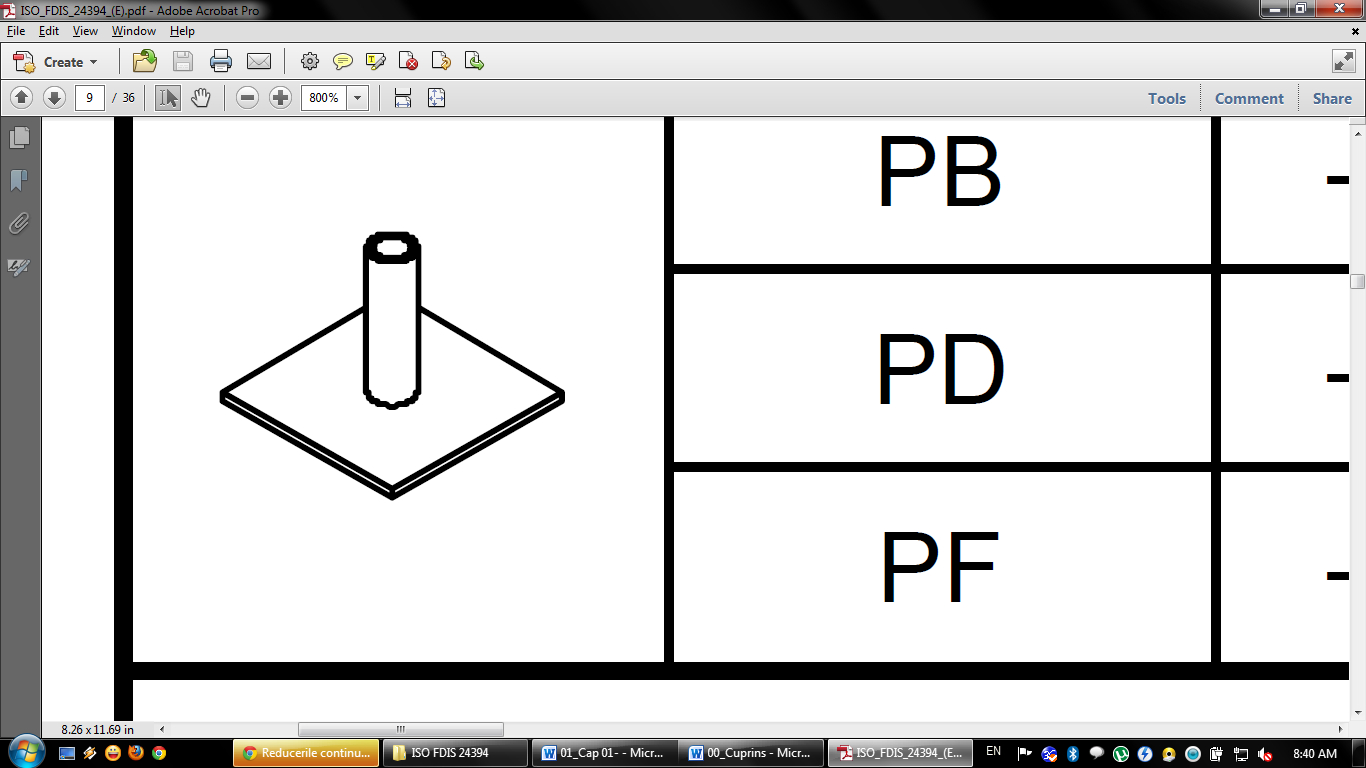 ISO_FDIS_24394_(E).pdf - Adobe Acrobat Pro
File Edit View Window Help
Create
9 / 36 800% Tools Comment Share
PB -
PD -
PF -
8.26 x 11.69 in
Reducerile continu... ISO FDIS 24394 01_Cap 01- - Micr... 00_Cuprins - Micr... ISO_FDIS_24394_(E... EN 8:40 AM